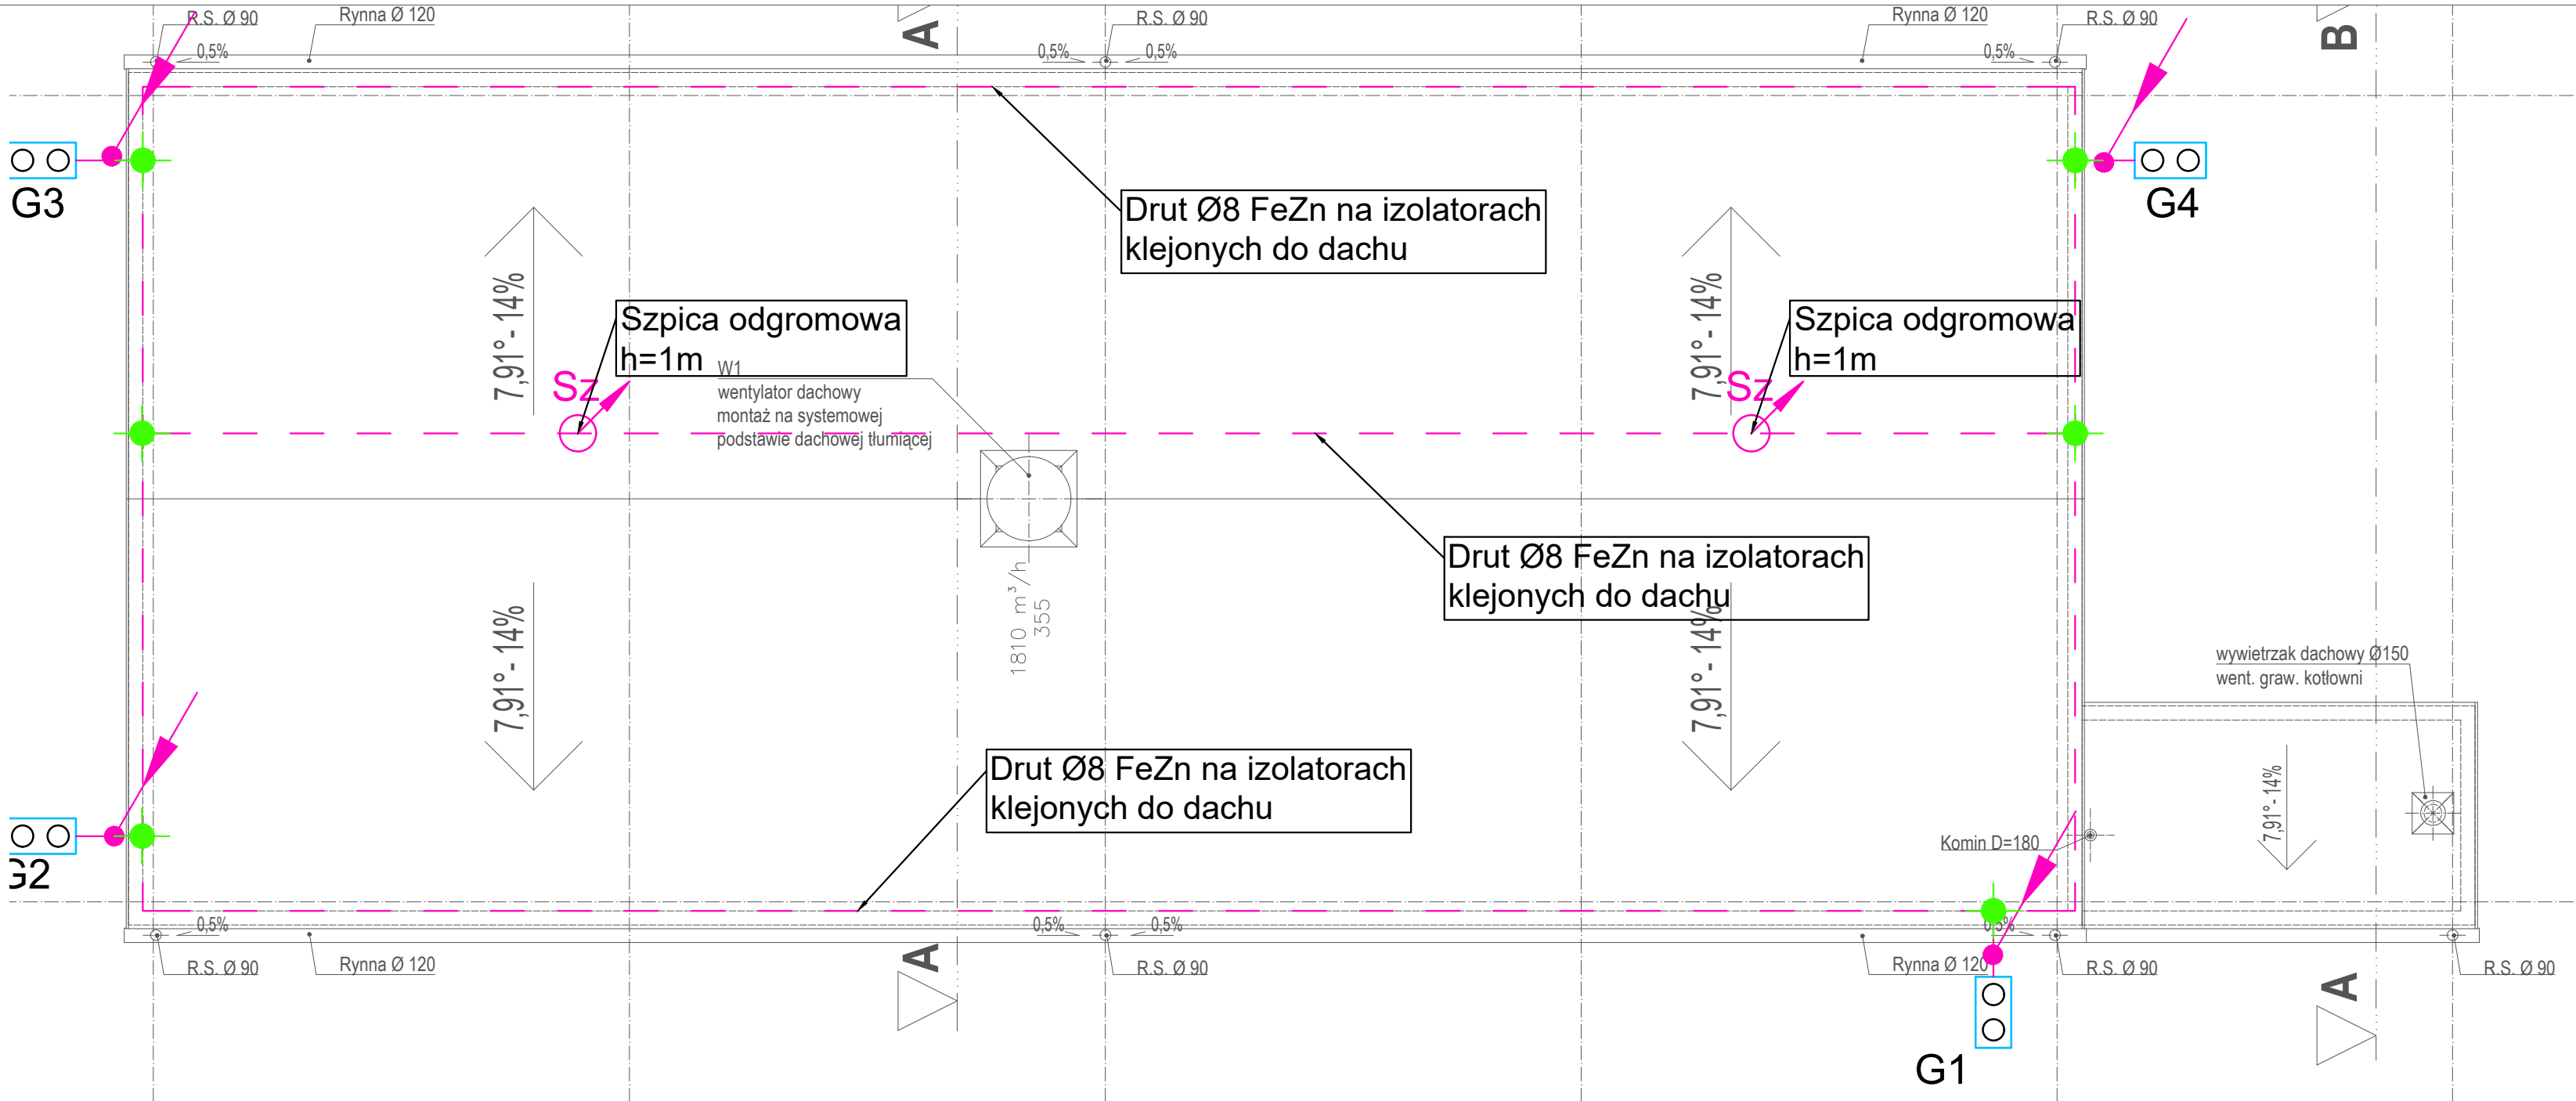 R.S. Ø 90
Rynna Ø 120
A
R.S. Ø 90
Rynna Ø 120
R.S. Ø 90
B
0,5%
0,5%
0,5%
0,5%
G3
G4
Drut Ø8 FeZn na izolatorach
klejonych do dachu
7,91° - 14%
7,91° - 14%
Szpica odgromowa
h=1m
Szpica odgromowa
h=1m
Sz
Sz
W1
wentylator dachowy
montaż na systemowej
podstawie dachowej tłumiącej
Drut Ø8 FeZn na izolatorach
klejonych do dachu
1810 m³/h
355
7,91° - 14%
7,91° - 14%
wywietrzak dachowy Ø150
went. graw. kotłowni
Drut Ø8 FeZn na izolatorach
klejonych do dachu
7,91° - 14%
Komin D=180
G2
0,5%
0,5%
0,5%
0,5%
R.S. Ø 90
Rynna Ø 120
A
R.S. Ø 90
Rynna Ø 120
R.S. Ø 90
A
R.S. Ø 90
G1